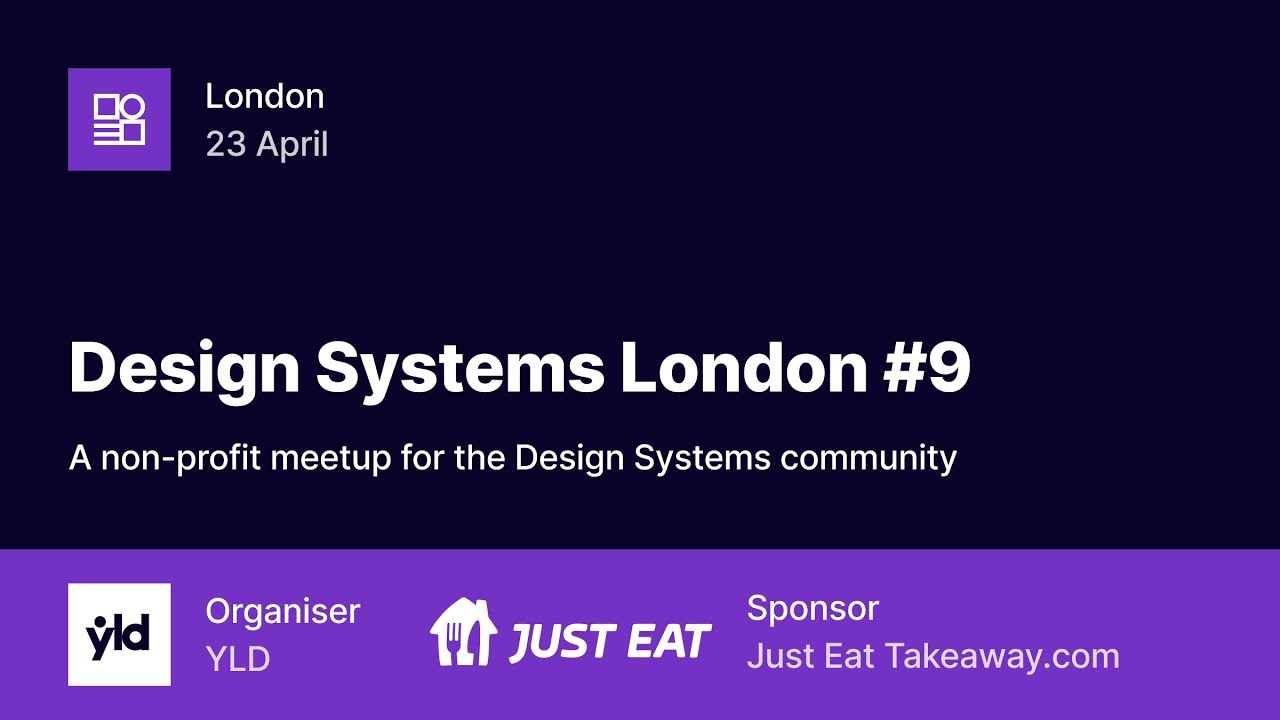 London
23 April
Design Systems London #9
A non-profit meetup for the Design Systems community
yld
Organiser
YLD
JUST EAT
Sponsor
Just Eat Takeaway.com